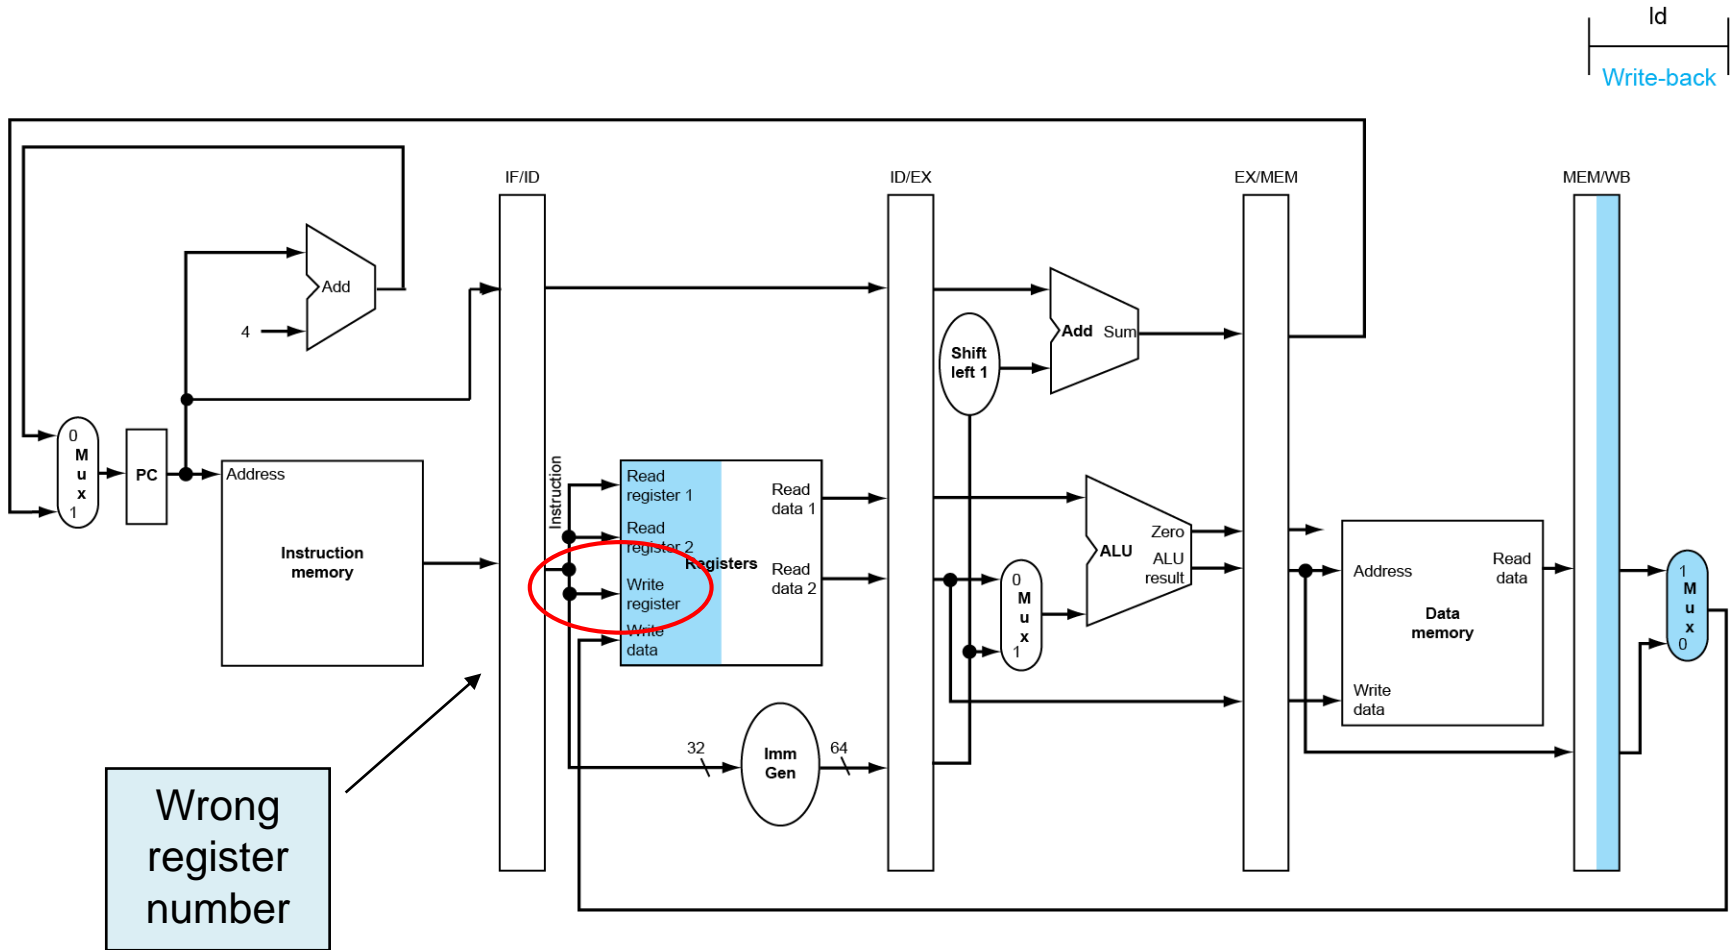 ld
Write-back
IF/ID
ID/EX
EX/MEM
MEM/WB
Add
4
Shift
left 1
Add Sum
0
M
u
x
1
PC
Address
Instruction
memory
Instruction
Read
register 1
Read
register 2
Registers
Write
register
Write
data
Read
data 1
Read
data 2
0
M
u
x
1
Zero
ALU
ALU
result
Address
Read
data
Data
memory
Write
data
1
M
u
x
0
32
Imm
Gen
64
Wrong
register
number